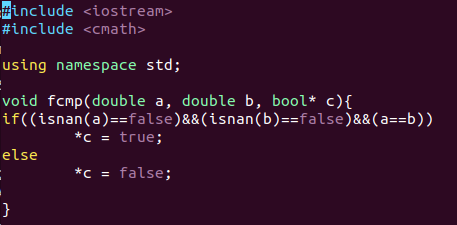 #include <iostream>
#include <cmath>
using namespace std;
void fcmp(double a, double b, bool* c){
if((isnan(a)==false)&&(isnan(b)==false)&&(a==b))
        *c = true;
else
        *c = false;
}